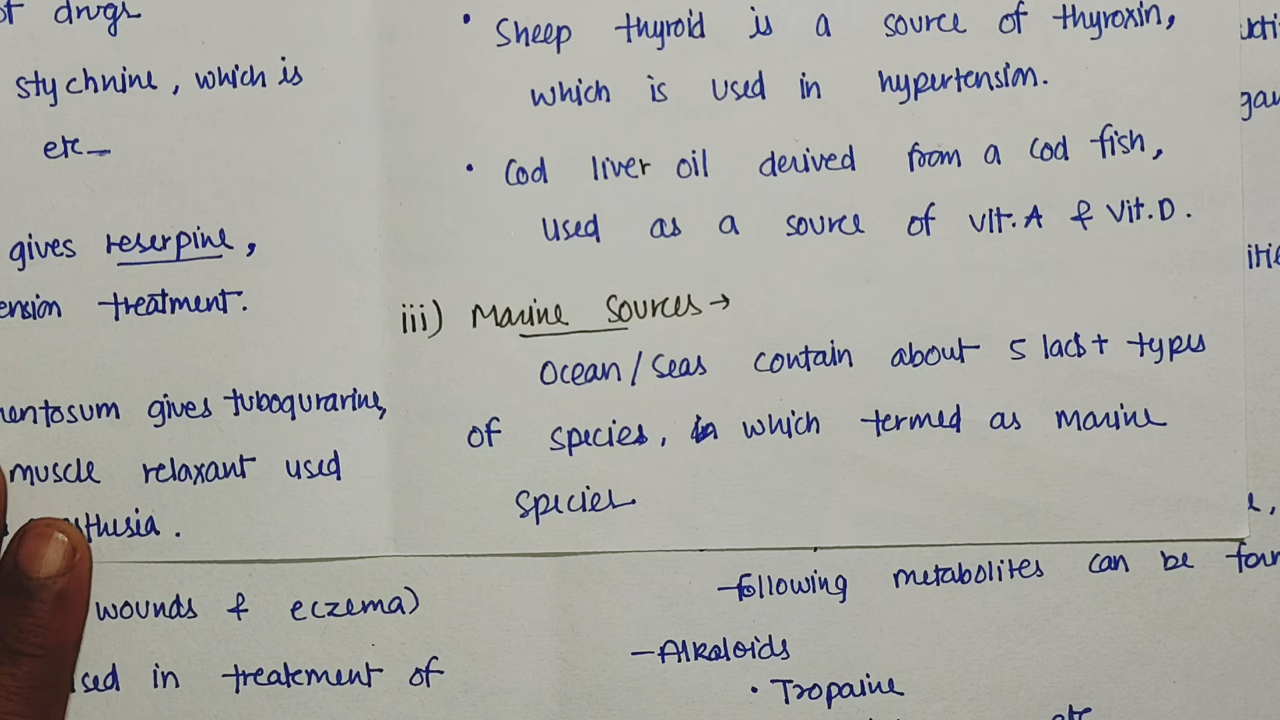 of drugs
stychnine, which is
etc
gives reserpine,
ension treatment.
entosum gives tuboqurarine,
muscle relaxant used
thesia.
• Sheep thyroid is a source of thyroxin,
which is used in hypertension.
• Cod liver oil derived from a cod fish,
used as a source of vit.A & Vit.D.
iii) Marine Sources →
Ocean/seas contain about 5 lacs+ types
of species, in which termed as marine
species
wounds & eczema)
sed in treatement of
following metabolites can be four
– Alkaloids
• Tropaine
etc